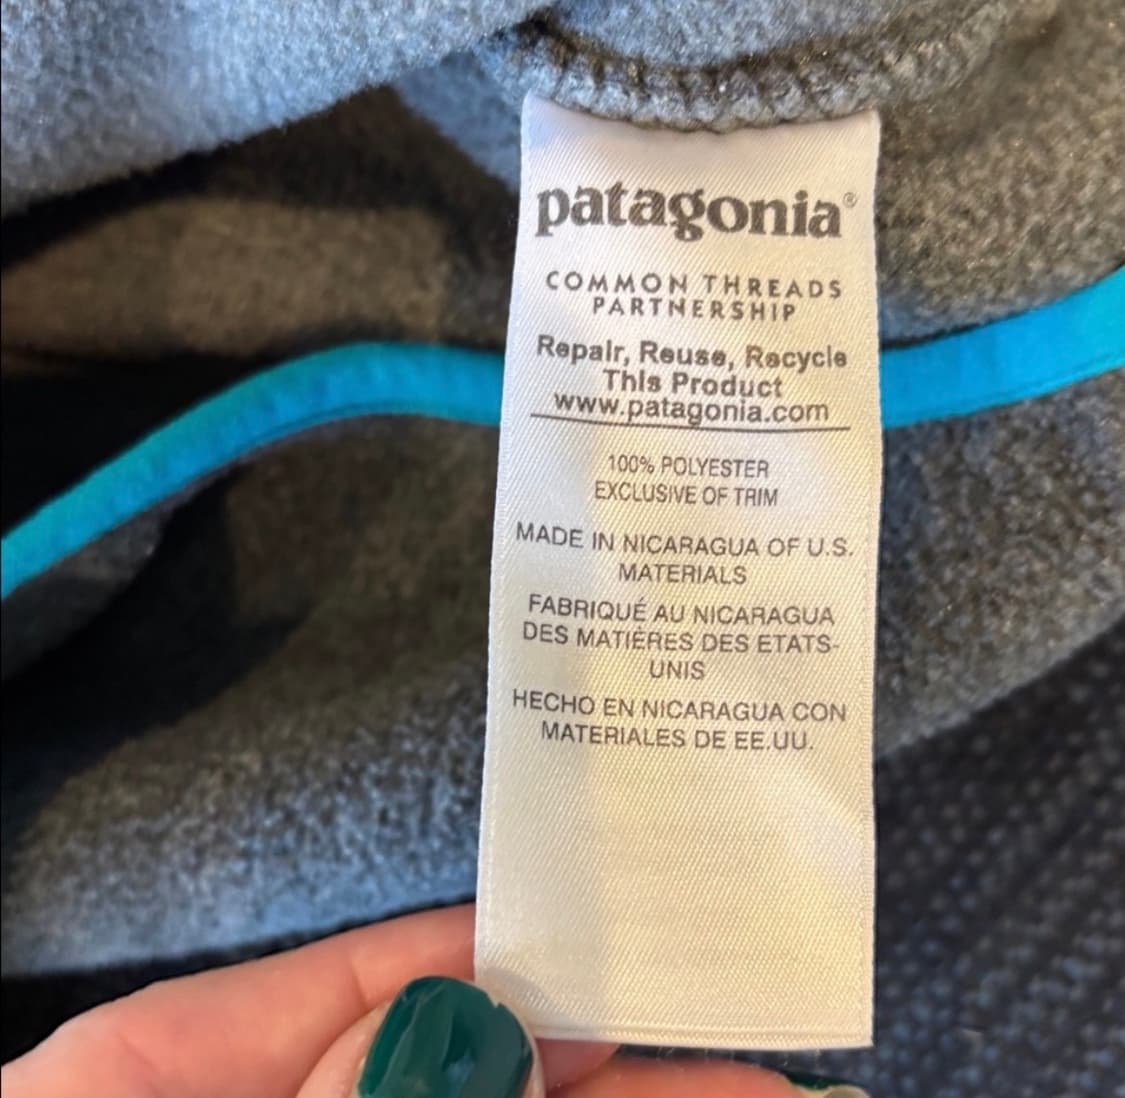 patagonia®
COMMON THREADS
PARTNERSHIP
Repair, Reuse, Recycle
This Product
www.patagonia.com
100% POLYESTER
EXCLUSIVE OF TRIM
MADE IN NICARAGUA OF U.S.
MATERIALS
FABRIQUÉ AU NICARAGUA
DES MATIÉRES DES ETATS-
UNIS
HECHO EN NICARAGUA CON
MATERIALES DE EE.UU.